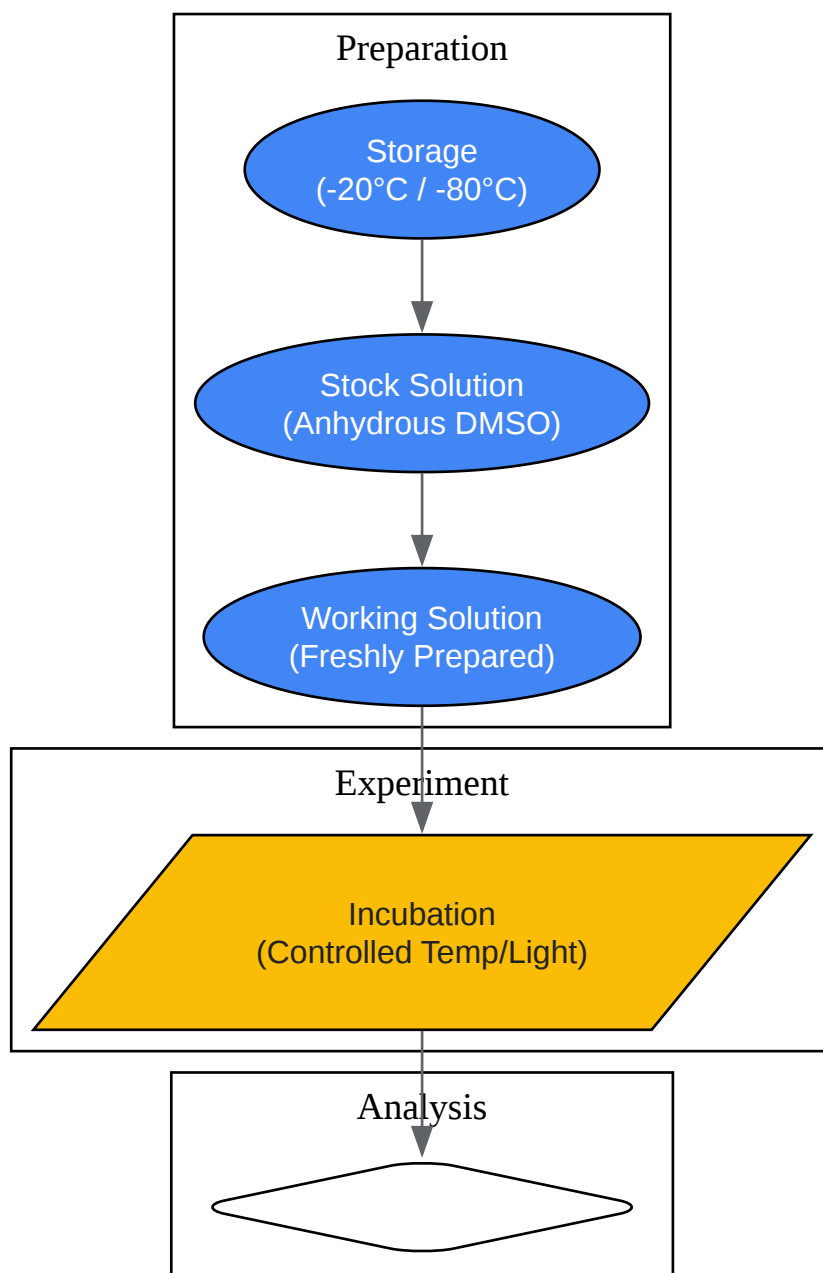 Preparation
Storage
(-20°C / -80°C)
Stock Solution
(Anhydrous DMSO)
Working Solution
(Freshly Prepared)
Experiment
Incubation
(Controlled Temp/Light)
Analysis